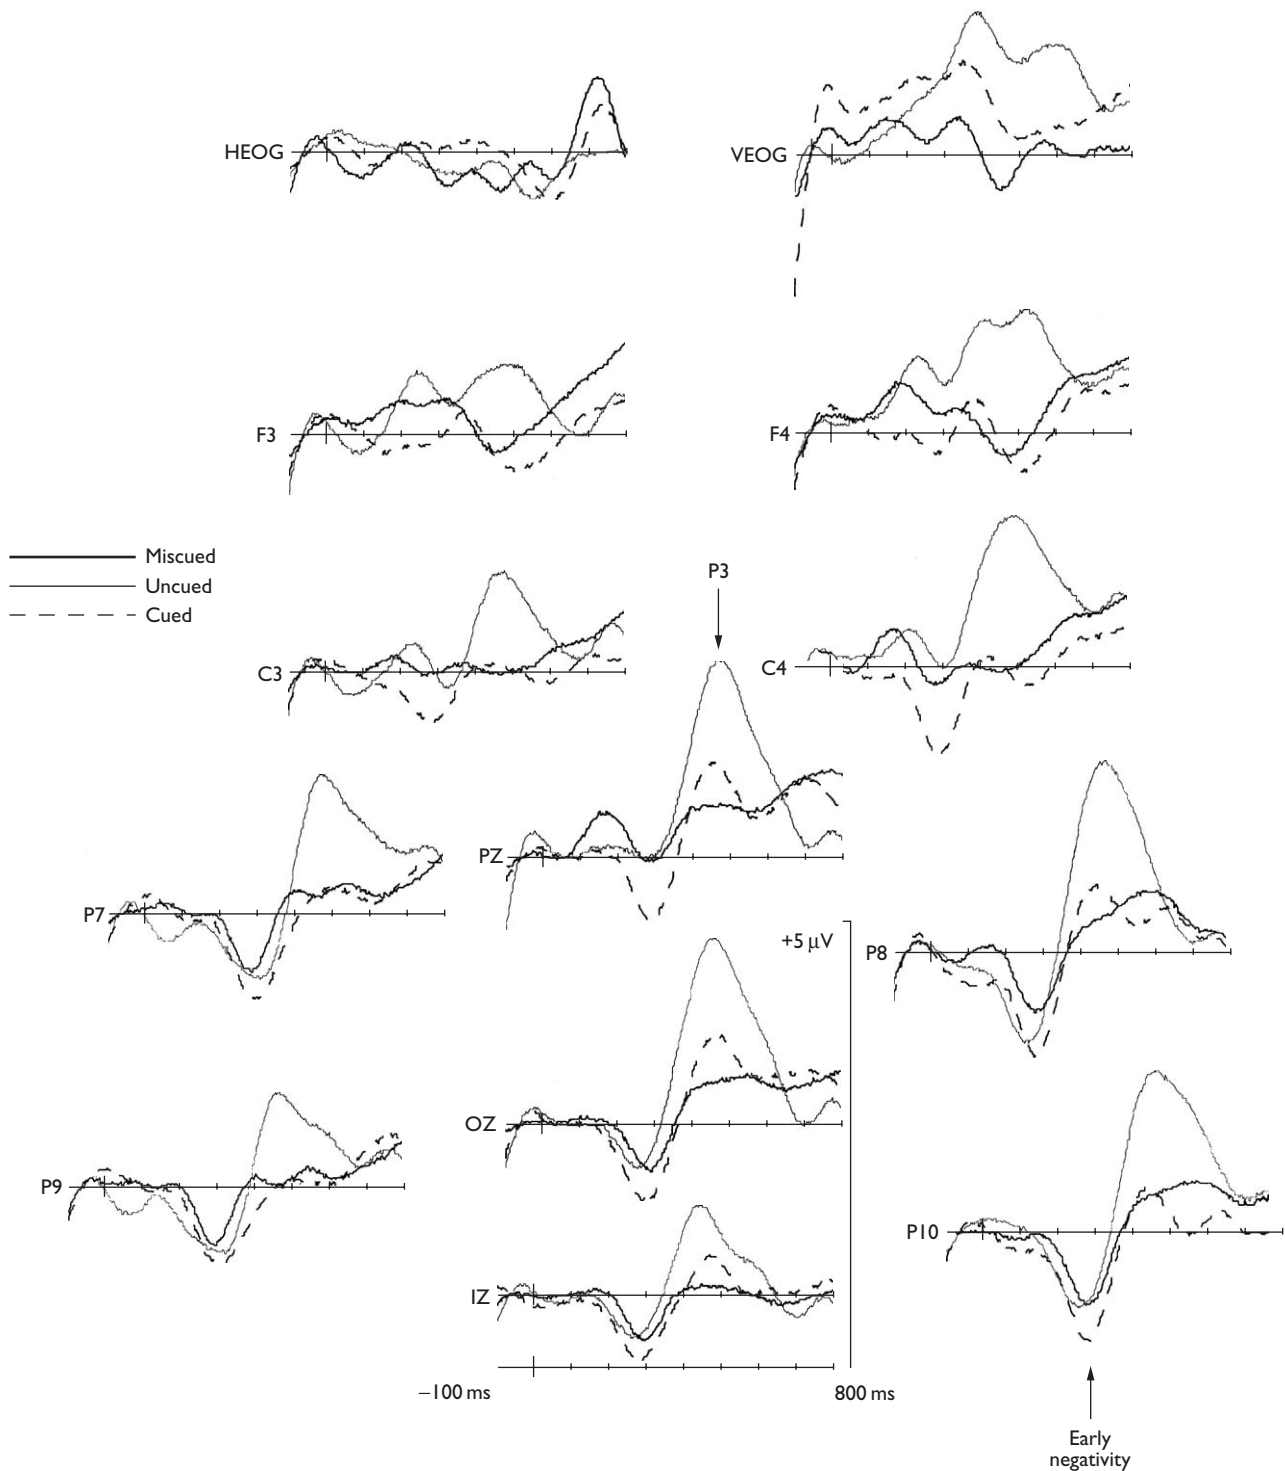 HEOG
VEOG
F3
F4
Miscued
Uncued
Cued
P3
C3
C4
PZ
P7
P8
+5 μV
OZ
P9
P10
IZ
−100 ms
800 ms
Early
negativity